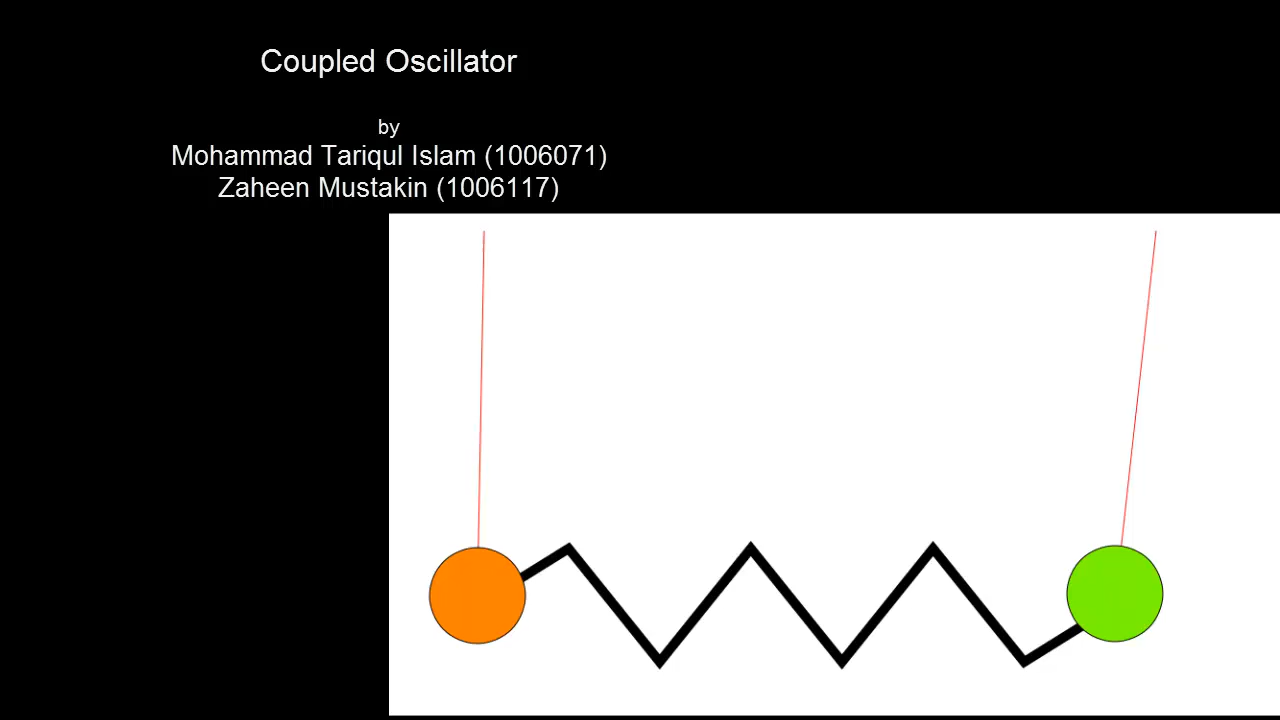 Coupled Oscillator
by
Mohammad Tariqul Islam (1006071)
Zaheen Mustakin (1006117)